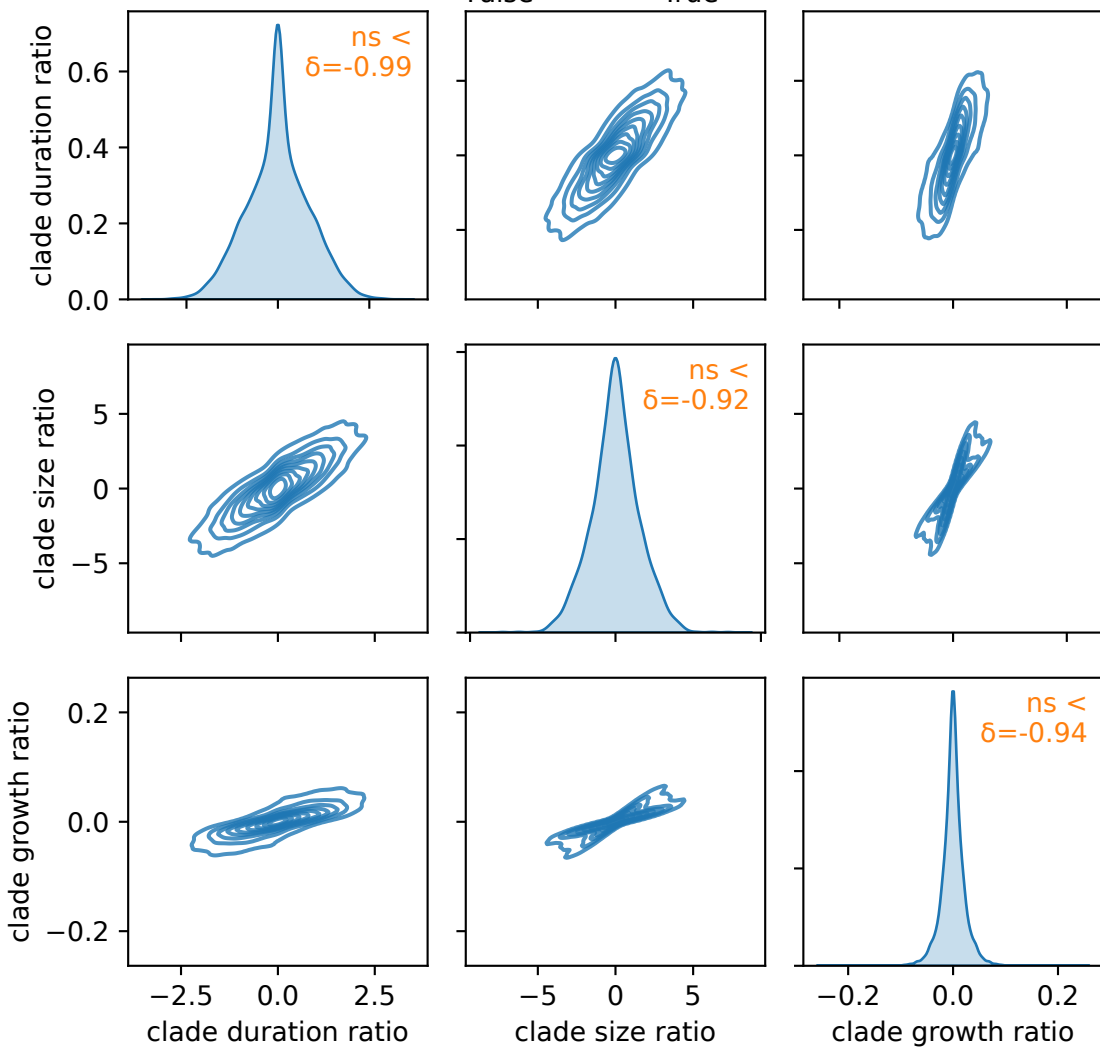 True
clade duration ratio
0.6
0.4
0.2
0.0
ns <
δ=-0.99
clade size ratio
5
0
−5
ns <
δ=-0.92
clade growth ratio
0.2
0.0
−0.2
ns <
δ=-0.94
−2.5 0.0 2.5
clade duration ratio
−5 0 5
clade size ratio
−0.2 0.0 0.2
clade growth ratio